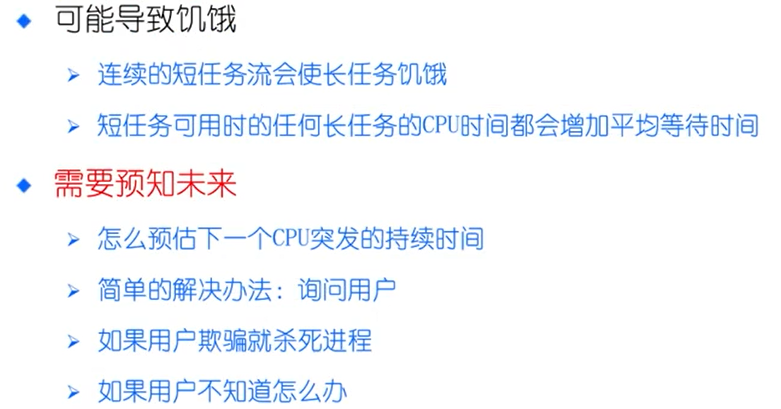 可能导致饥饿
连续的短任务流会使长任务饥饿
短任务可用时的任何长任务的CPU时间都会增加平均等待时间
需要预知未来
怎么预估下一个CPU突发的持续时间
简单的解决办法：询问用户
如果用户欺骗就杀死进程
如果用户不知道怎么办